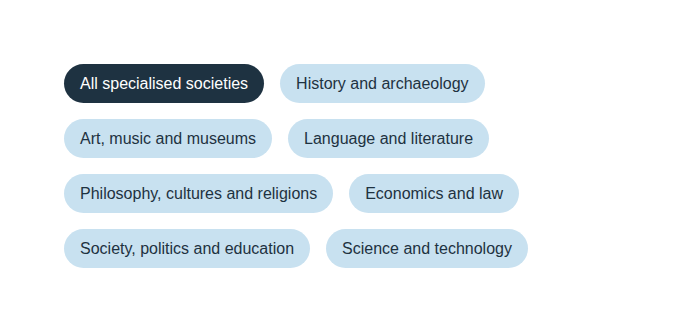 All specialised societies
History and archaeology
Art, music and museums
Language and literature
Philosophy, cultures and religions
Economics and law
Society, politics and education
Science and technology